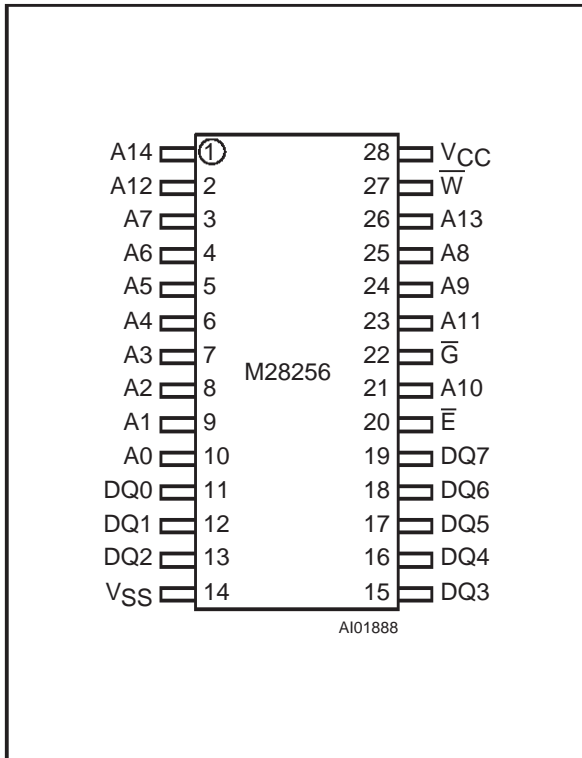 A14 1 28 VCC
A12 2 27 W̅
A7 3 26 A13
A6 4 25 A8
A5 5 24 A9
A4 6 23 A11
A3 7 22 G̅
M28256
A2 8 21 A10
A1 9 20 E̅
A0 10 19 DQ7
DQ0 11 18 DQ6
DQ1 12 17 DQ5
DQ2 13 16 DQ4
VSS 14 15 DQ3
AI01888